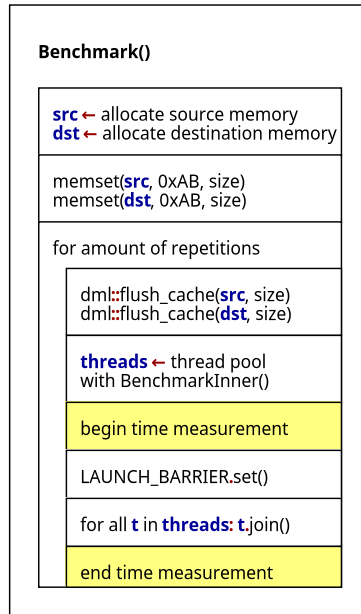 Benchmark()
src ← allocate source memory
dst ← allocate destination memory
memset(src, 0xAB, size)
memset(dst, 0xAB, size)
for amount of repetitions
dml::flush_cache(src, size)
dml::flush_cache(dst, size)
threads ← thread pool
with BenchmarkInner()
begin time measurement
LAUNCH_BARRIER.set()
for all t in threads: t.join()
end time measurement